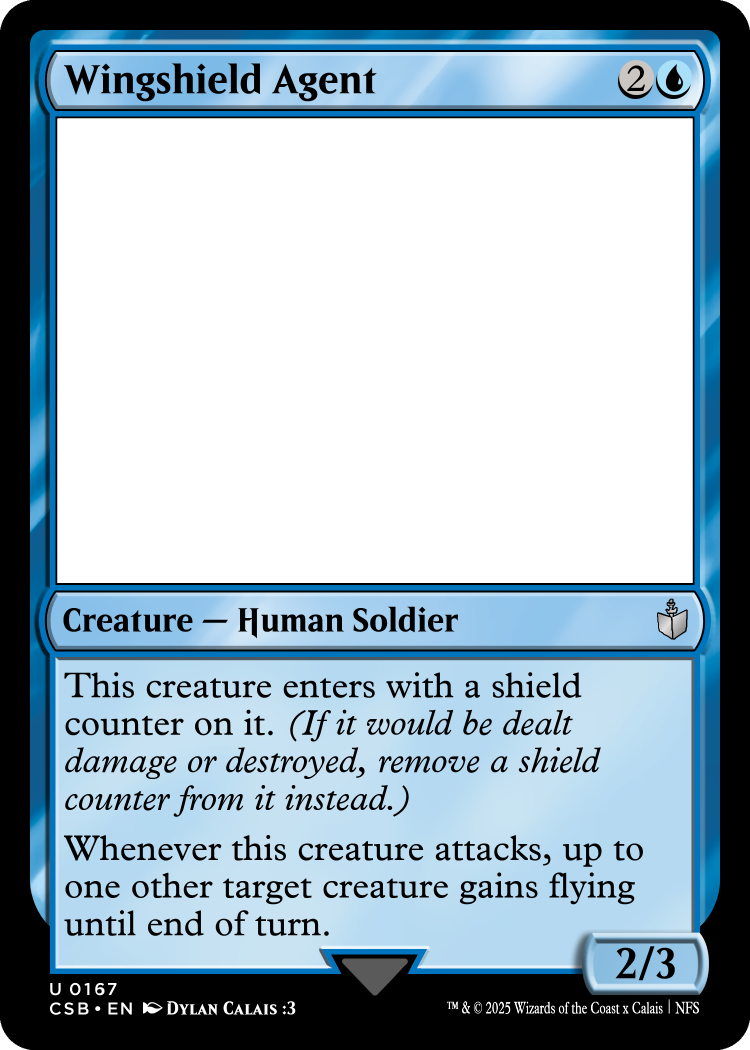 Wingshield Agent 2
Creature — Human Soldier
This creature enters with a shield
counter on it. (If it would be dealt
damage or destroyed, remove a shield
counter from it instead.)
Whenever this creature attacks, up to
one other target creature gains flying
until end of turn.
2/3
U 0167
CSB • EN Dylan Calais :3
™ & © 2025 Wizards of the Coast x Calais | NFS